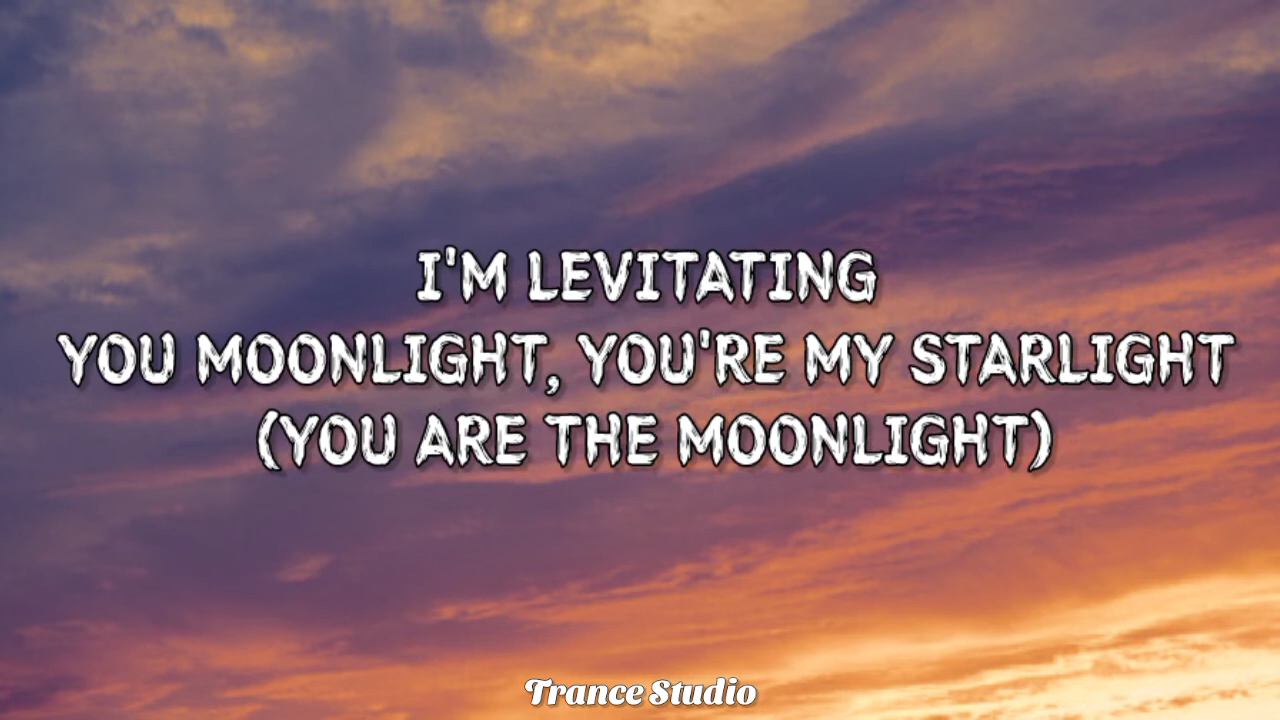 I'M LEVITATING
YOU MOONLIGHT, YOU'RE MY STARLIGHT
(YOU ARE THE MOONLIGHT)
Trance Studio